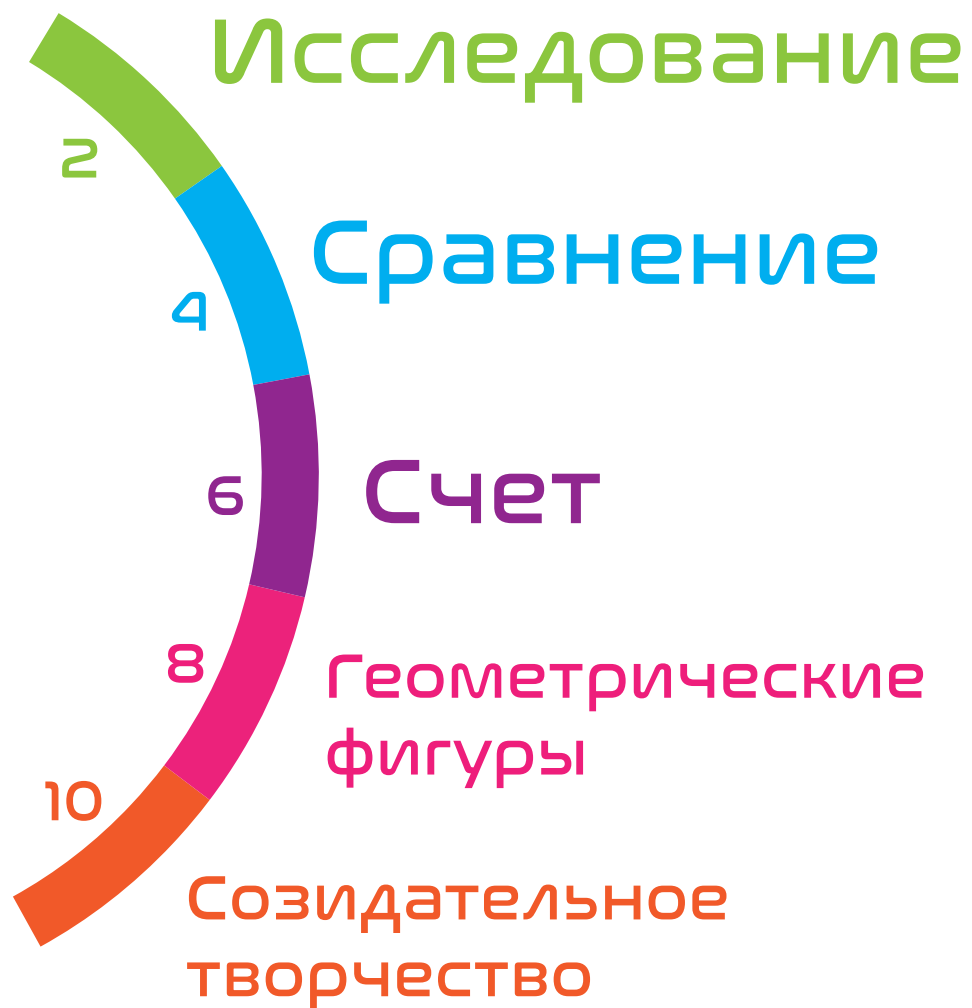 Исследование
2
Сравнение
4
Счет
6
8
Геометрические
фигуры
10
Созидательное
творчество